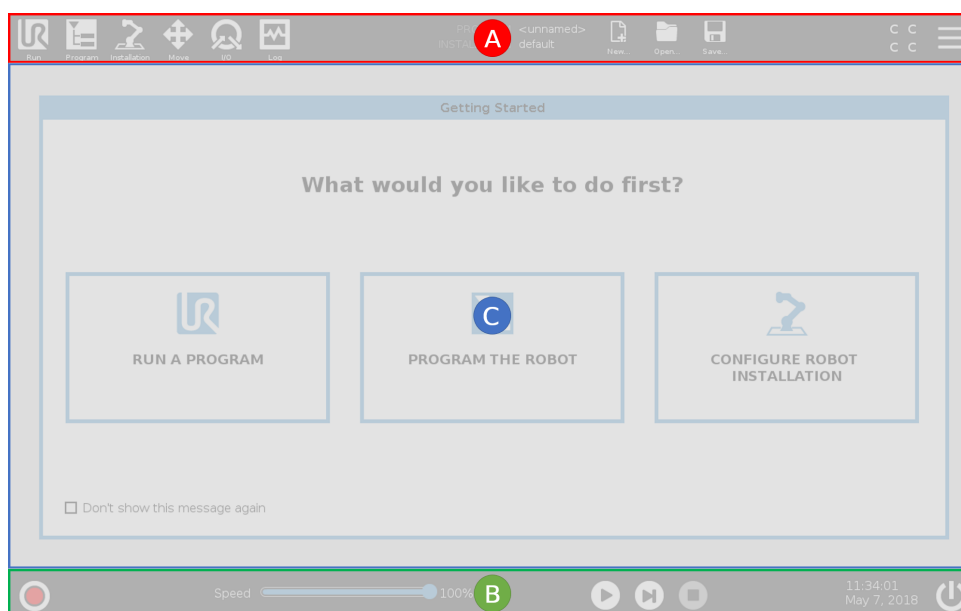 PR A <unnamed>
INSTAL default
Run Program Installation Move I/O Log New... Open... Save...
C C
C C
Getting Started
What would you like to do first?
C
RUN A PROGRAM
PROGRAM THE ROBOT
CONFIGURE ROBOT
INSTALLATION
Don't show this message again
Speed 100% B
11:34:01
May 7, 2018